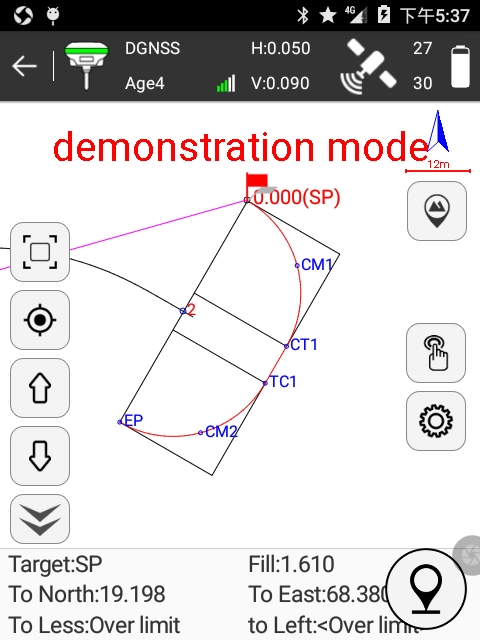 4G 下午5:37
DGNSS H:0.050 27
Age4 V:0.090 30
demonstration mode
12m
0.000(SP)
CM1
2
CT1
TC1
EP
CM2
Target:SP Fill:1.610
To North:19.198 To East:68.380
To Less:Over limit to Left:<Over limit